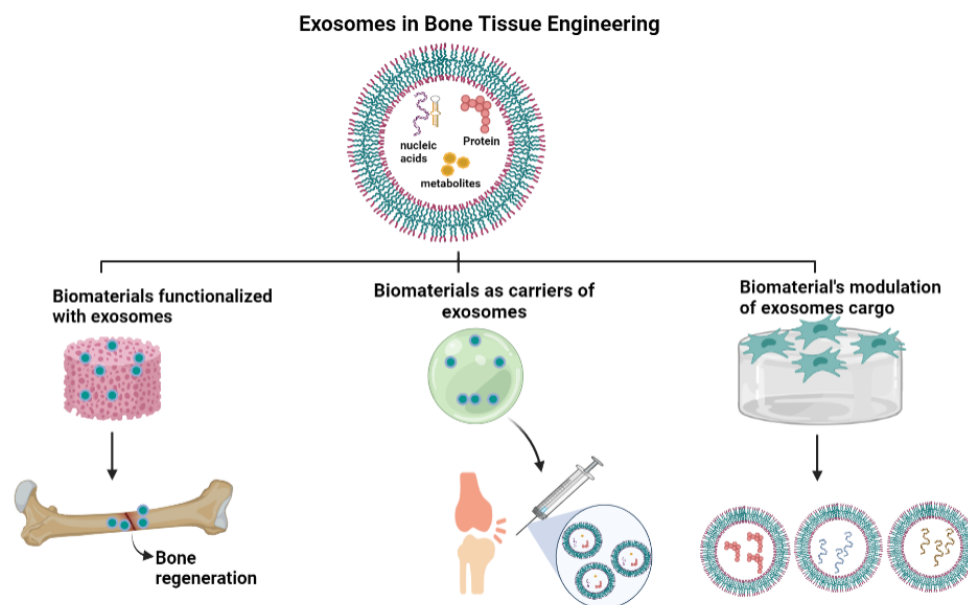 Exosomes in Bone Tissue Engineering
nucleic
acids
Protein
metabolites
Biomaterials functionalized
with exosomes
Biomaterials as carriers of
exosomes
Biomaterial's modulation
of exosomes cargo
Bone
regeneration